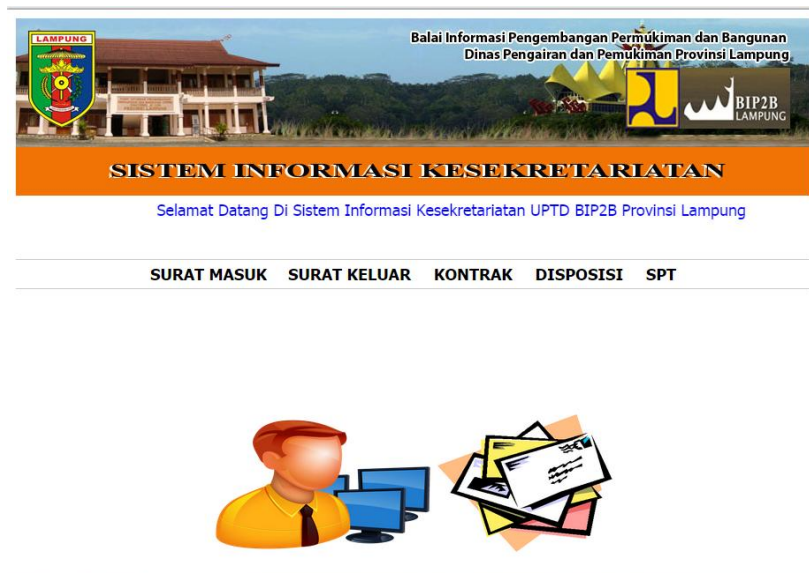 LAMPUNG
Balai Informasi Pengembangan Permukiman dan Bangunan
Dinas Pengairan dan Pemukiman Provinsi Lampung
BIP2B
LAMPUNG
SISTEM INFORMASI KESEKRETARIATAN
Selamat Datang Di Sistem Informasi Kesekretariatan UPTD BIP2B Provinsi Lampung
SURAT MASUK SURAT KELUAR KONTRAK DISPOSISI SPT